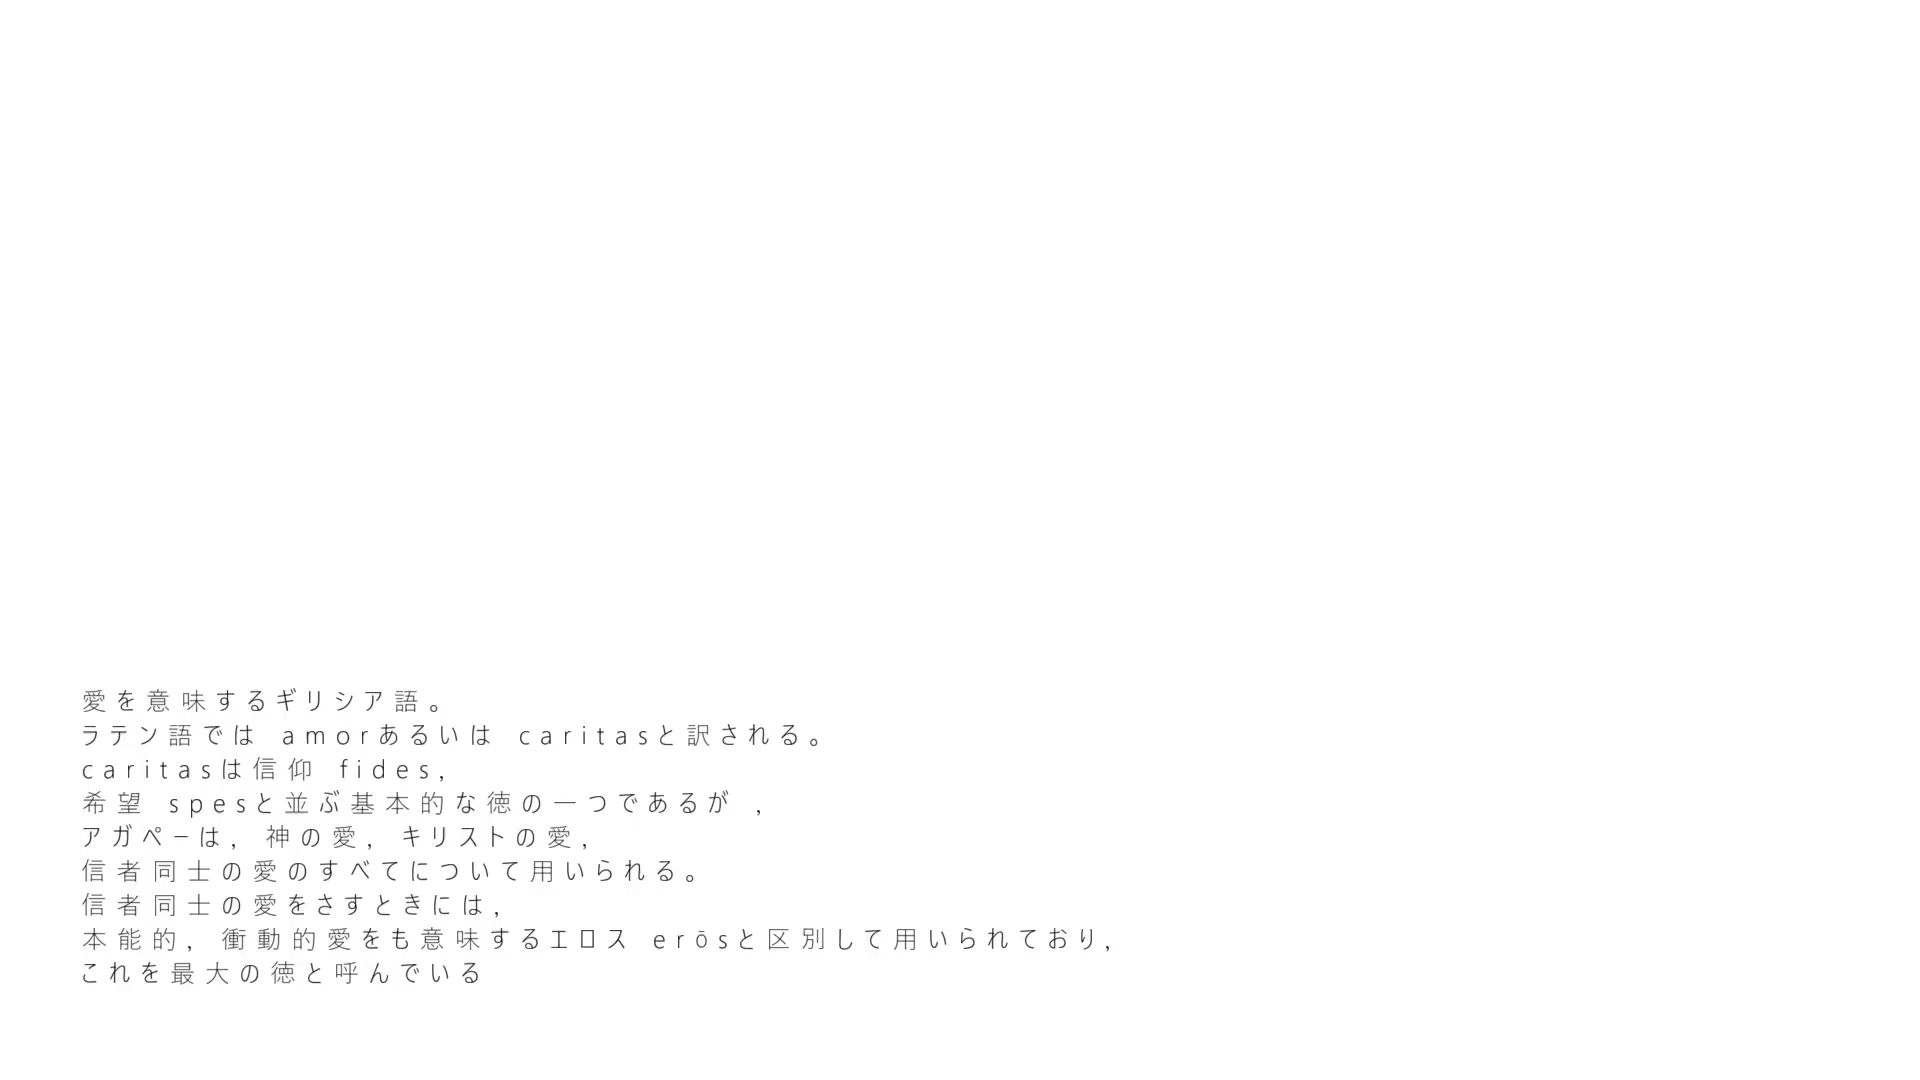 愛を意味するギリシア語。
ラテン語では amorあるいは caritasと訳される。
caritasは信仰 fides,
希望 spesと並ぶ基本的な徳の一つであるが ,
アガペーは, 神の愛, キリストの愛,
信者同士の愛のすべてについて用いられる。
信者同士の愛をさすときには,
本能的, 衝動的愛をも意味するエロス erōsと区別して用いられており,
これを最大の徳と呼んでいる